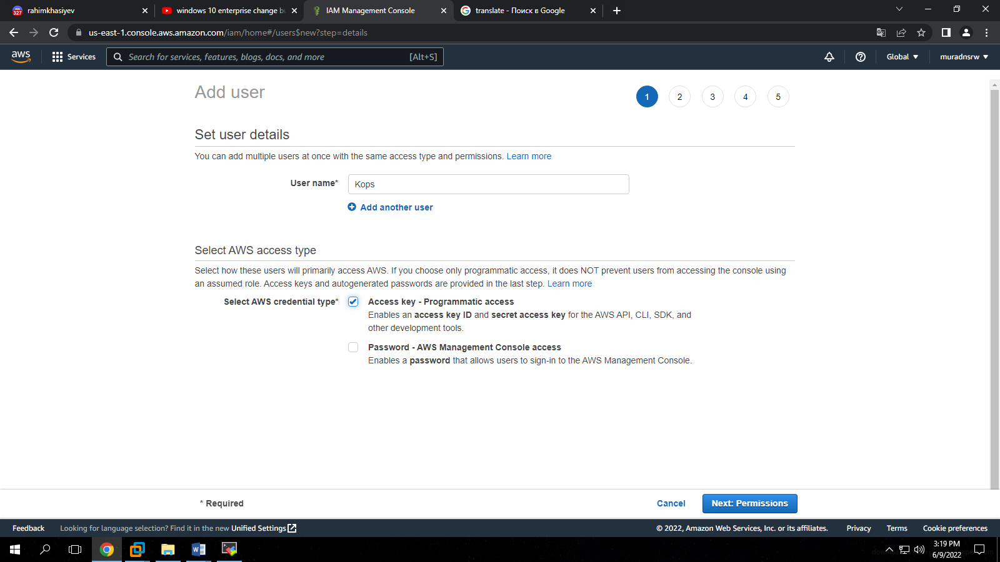 327 rahimkhasiyev
windows 10 enterprise change bu
IAM Management Console
translate - Поиск в Google
us-east-1.console.aws.amazon.com/iam/home#/users$new?step=details
aws
Services
Search for services, features, blogs, docs, and more [Alt+S]
Global
muradnsrw
Add user
1 2 3 4 5
Set user details
You can add multiple users at once with the same access type and permissions. Learn more
User name* Kops
Add another user
Select AWS access type
Select how these users will primarily access AWS. If you choose only programmatic access, it does NOT prevent users from accessing the console using
an assumed role. Access keys and autogenerated passwords are provided in the last step. Learn more
Select AWS credential type* Access key - Programmatic access
Enables an access key ID and secret access key for the AWS API, CLI, SDK, and
other development tools.
Password - AWS Management Console access
Enables a password that allows users to sign-in to the AWS Management Console.
* Required
Cancel
Next: Permissions
Feedback
Looking for language selection? Find it in the new Unified Settings
© 2022, Amazon Web Services, Inc. or its affiliates.
Privacy
Terms
Cookie preferences
3:19 PM
6/9/2022